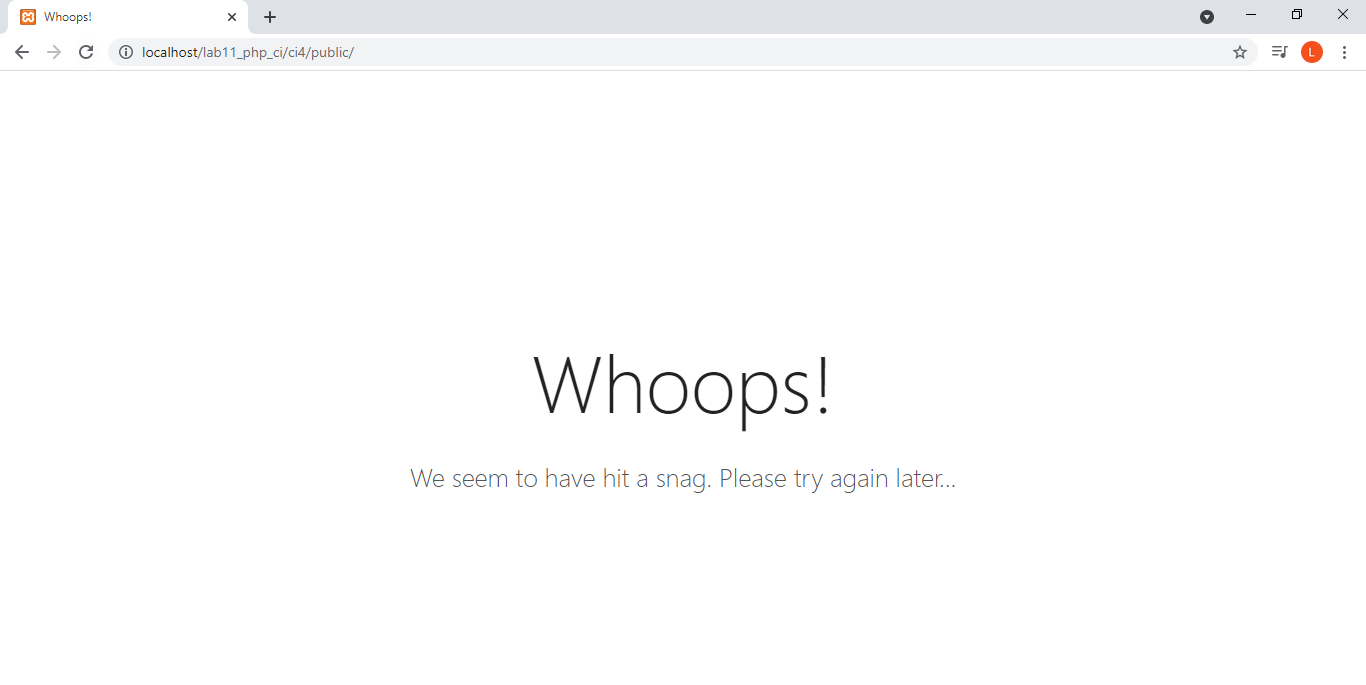 Whoops!
localhost/lab11_php_ci/ci4/public/
L
Whoops!
We seem to have hit a snag. Please try again later...